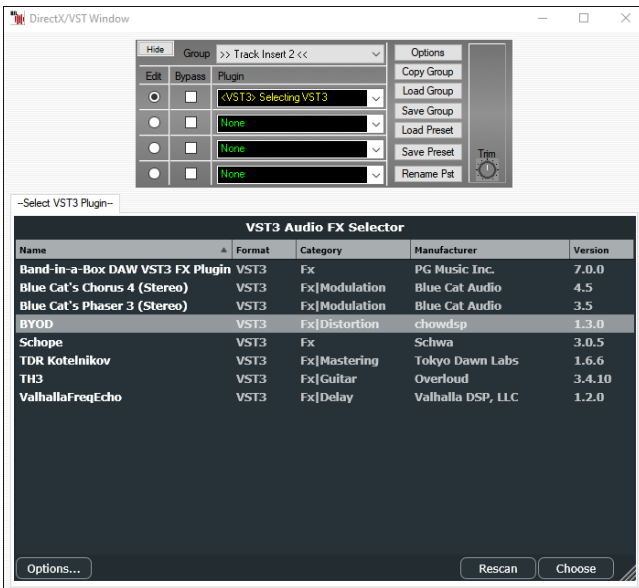 DirectX/VST Window
Hide Group >> Track Insert 2 << Options
Copy Group
Edit Bypass Plugin
Load Group
<VST3> Selecting VST3
Save Group
None
Load Preset
None
Save Preset Trim
None
Rename Pst
--Select VST3 Plugin--
VST3 Audio FX Selector
Name Format Category Manufacturer Version
Band-in-a-Box DAW VST3 FX Plugin VST3 Fx PG Music Inc. 7.0.0
Blue Cat's Chorus 4 (Stereo) VST3 Fx|Modulation Blue Cat Audio 4.5
Blue Cat's Phaser 3 (Stereo) VST3 Fx|Modulation Blue Cat Audio 3.5
BYOD VST3 Fx|Distortion chowdsp 1.3.0
Schope VST3 Fx Schwa 3.0.5
TDR Kotelnikov VST3 Fx|Mastering Tokyo Dawn Labs 1.6.6
TH3 VST3 Fx|Guitar Overloud 3.4.10
ValhallaFreqEcho VST3 Fx|Delay Valhalla DSP, LLC 1.2.0
Options... Rescan Choose